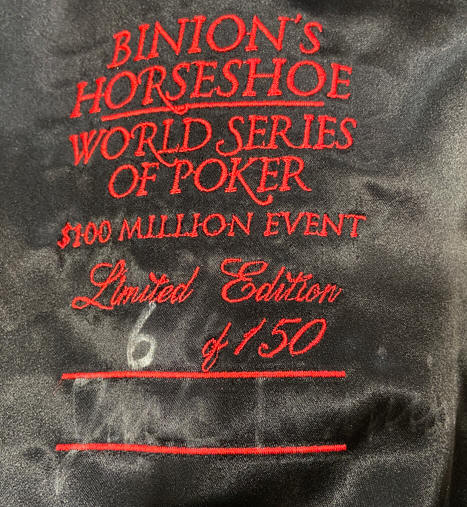 BINION'S
HORSESHOE
WORLD SERIES
OF POKER
$100 MILLION EVENT
Limited Edition
6 of 150